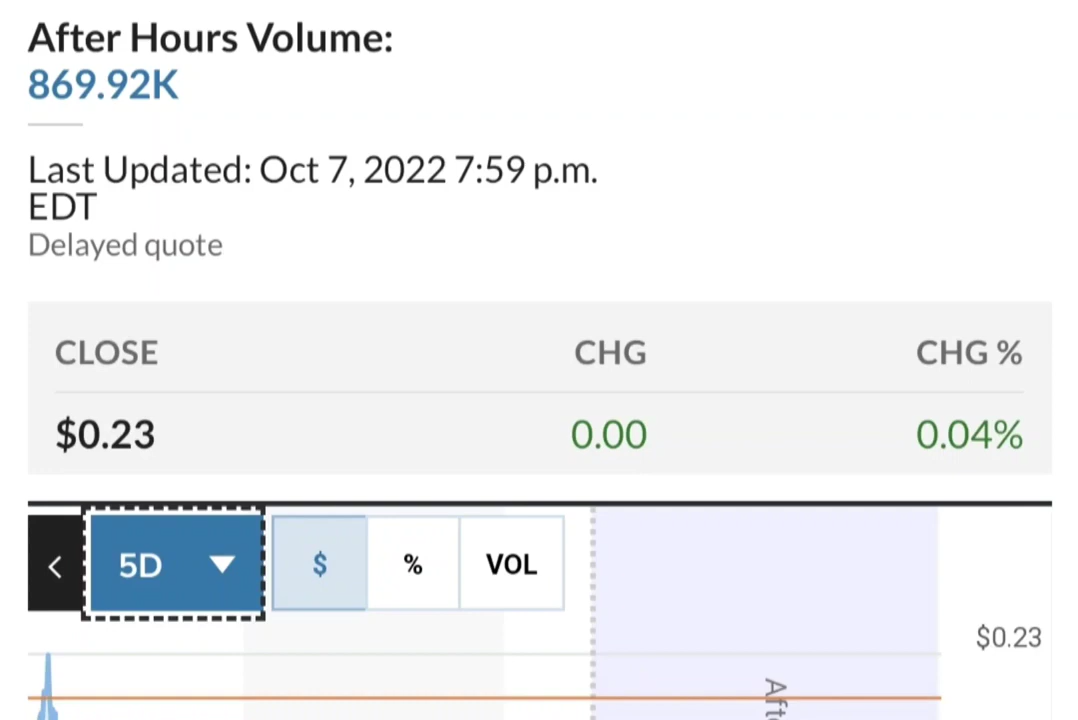 After Hours Volume:
869.92K
Last Updated: Oct 7, 2022 7:59 p.m.
EDT
Delayed quote
CLOSE CHG CHG %
$0.23 0.00 0.04%
5D $ % VOL
$0.23